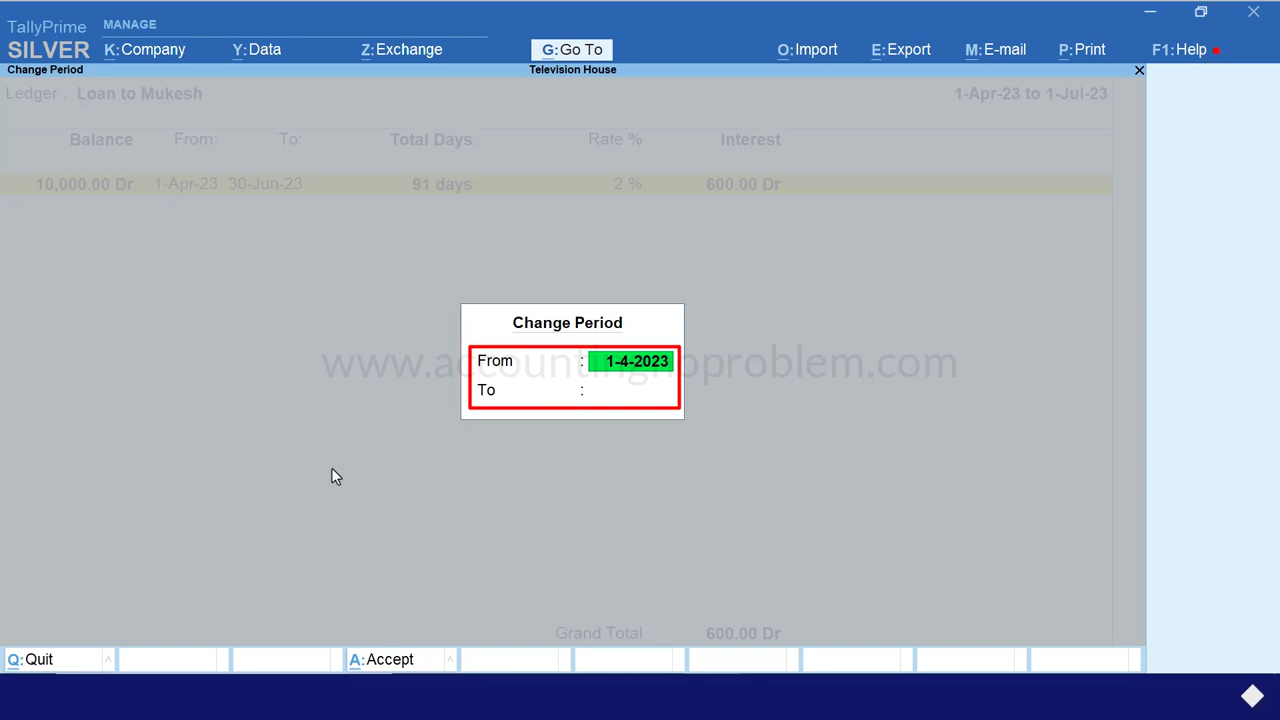 TallyPrime MANAGE
SILVER K:Company Y:Data Z:Exchange G:Go To O:Import E:Export M:E-mail P:Print F1:Help
Change Period Television House
Ledger : Loan to Mukesh 1-Apr-23 to 1-Jul-23
Balance From: To: Total Days Rate % Interest
10,000.00 Dr 1-Apr-23 30-Jun-23 91 days 2 % 600.00 Dr
Change Period
From : 1-4-2023
www.accountingnoproblem.com
To :
Grand Total 600.00 Dr
Q:Quit A:Accept